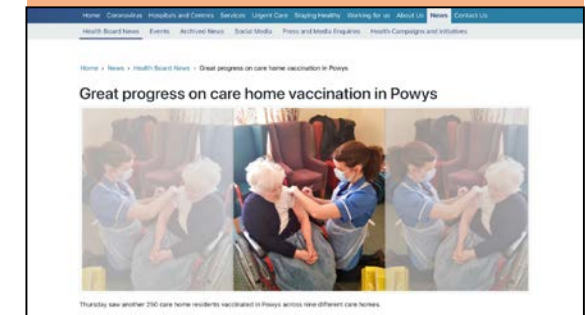 Home Coronavirus Hospitals and Centres Services Urgent Care Staying Healthy Working for us About Us News Contact Us
Health Board News Events Archived News Social Media Press and Media Enquiries Health Campaigns and Initiatives
Home > News > Health Board News > Great progress on care home vaccination in Powys
Great progress on care home vaccination in Powys
Thursday saw another 290 care home residents vaccinated in Powys across nine different care homes.